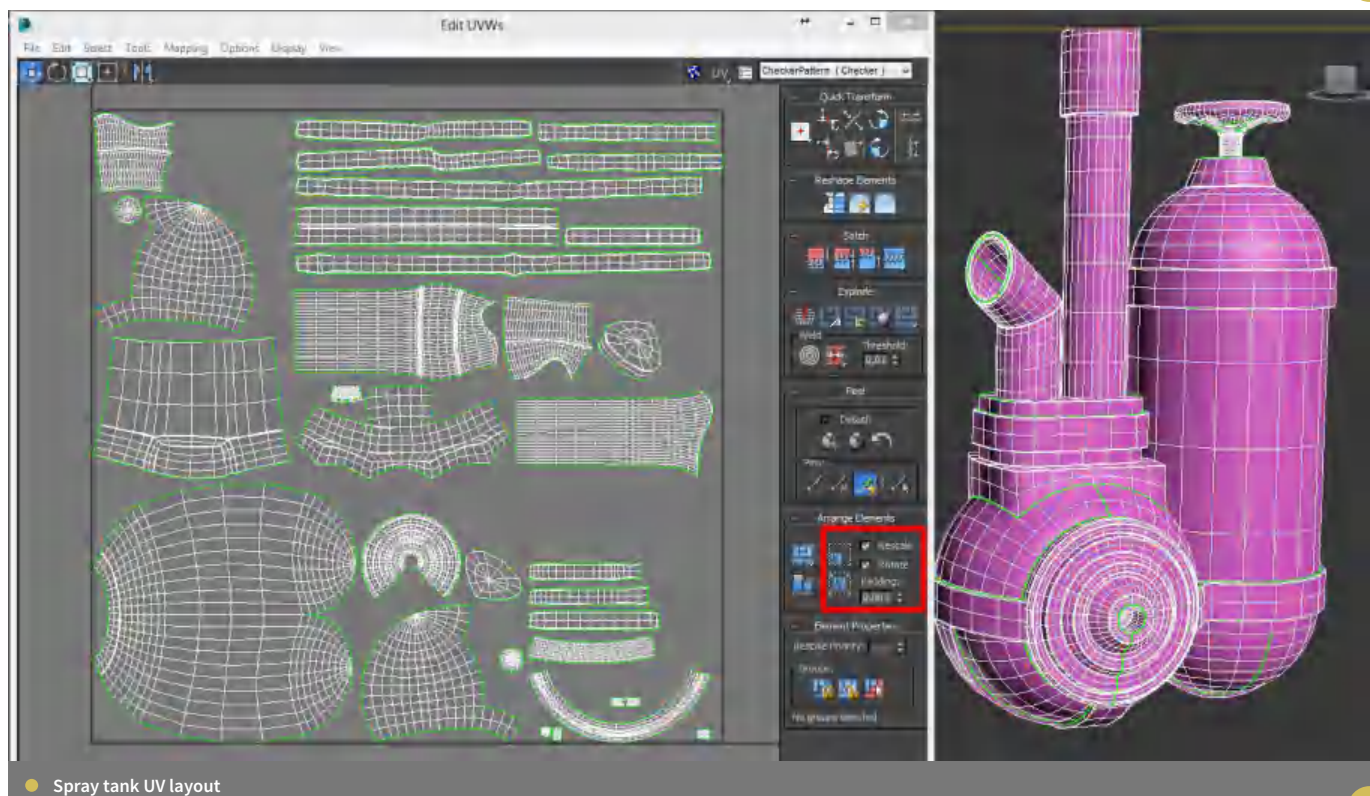 Edit UVWs
File Edit Select Tools Mapping Options Display View
UV CheckerPattern ( Checker )
Quick Transform
Reshape Elements
Stitch
Explode
Weld
Threshold:
Peel
Detach
Pins:
Arrange Elements
Rescale
Rotate
Padding:
Element Properties
Rescale Priority:
Groups:
No groups selected
Spray tank UV layout